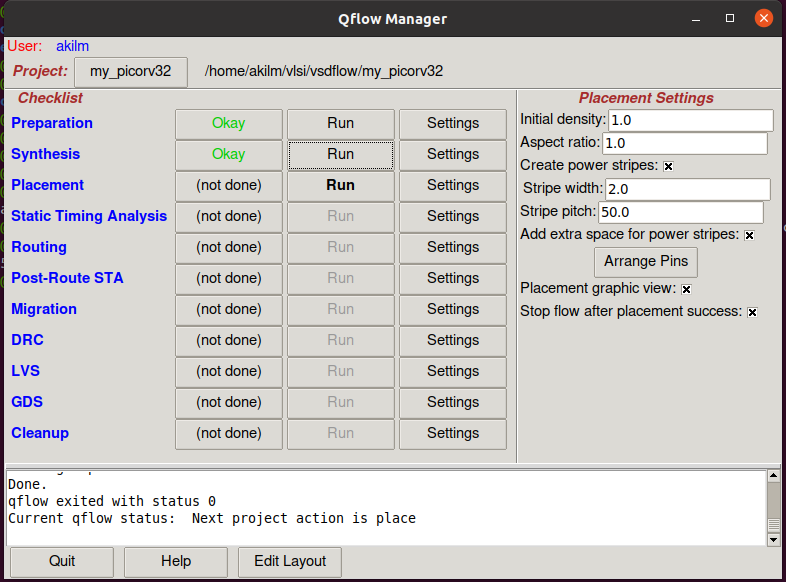 Qflow Manager
User: akilm
Project: my_picorv32 /home/akilm/vlsi/vsdflow/my_picorv32
Checklist
Preparation Okay Run Settings
Synthesis Okay Run Settings
Placement (not done) Run Settings
Static Timing Analysis (not done) Run Settings
Routing (not done) Run Settings
Post-Route STA (not done) Run Settings
Migration (not done) Run Settings
DRC (not done) Run Settings
LVS (not done) Run Settings
GDS (not done) Run Settings
Cleanup (not done) Run Settings
Placement Settings
Initial density: 1.0
Aspect ratio: 1.0
Create power stripes:
Stripe width: 2.0
Stripe pitch: 50.0
Add extra space for power stripes:
Arrange Pins
Placement graphic view:
Stop flow after placement success:
Done.
qflow exited with status 0
Current qflow status:  Next project action is place
Quit Help Edit Layout